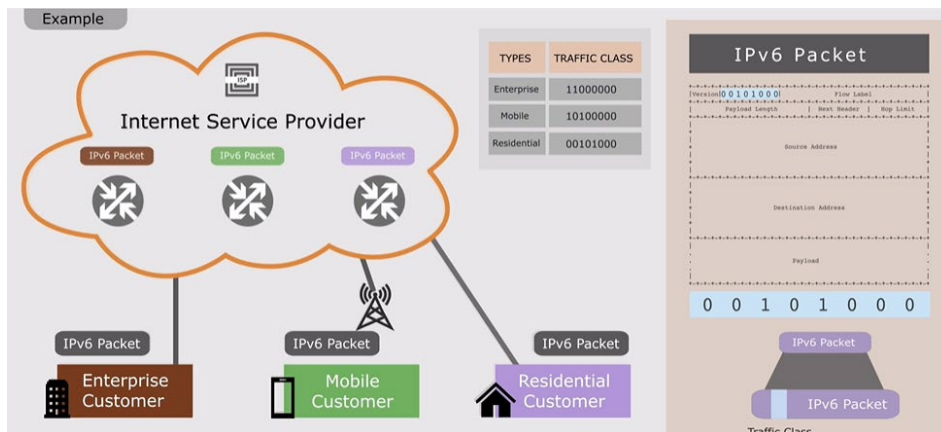 Example
ISP
Internet Service Provider
IPv6 Packet
IPv6 Packet
IPv6 Packet
IPv6 Packet
IPv6 Packet
IPv6 Packet
Enterprise
Customer
Mobile
Customer
Residential
Customer
TYPES TRAFFIC CLASS
Enterprise 11000000
Mobile 10100000
Residential 00101000
IPv6 Packet
Version 00101000 Flow Label
Payload Length Next Header Hop Limit
Source Address
Destination Address
Payload
0 0 1 0 1 0 0 0
IPv6 Packet
IPv6 Packet
Traffic Class